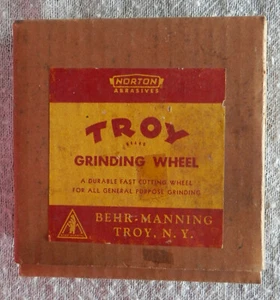 NORTON
ABRASIVES
TROY
GRINDING WHEEL
A DURABLE FAST CUTTING WHEEL
FOR ALL GENERAL PURPOSE GRINDING
BEHR-MANNING
TROY, N. Y.